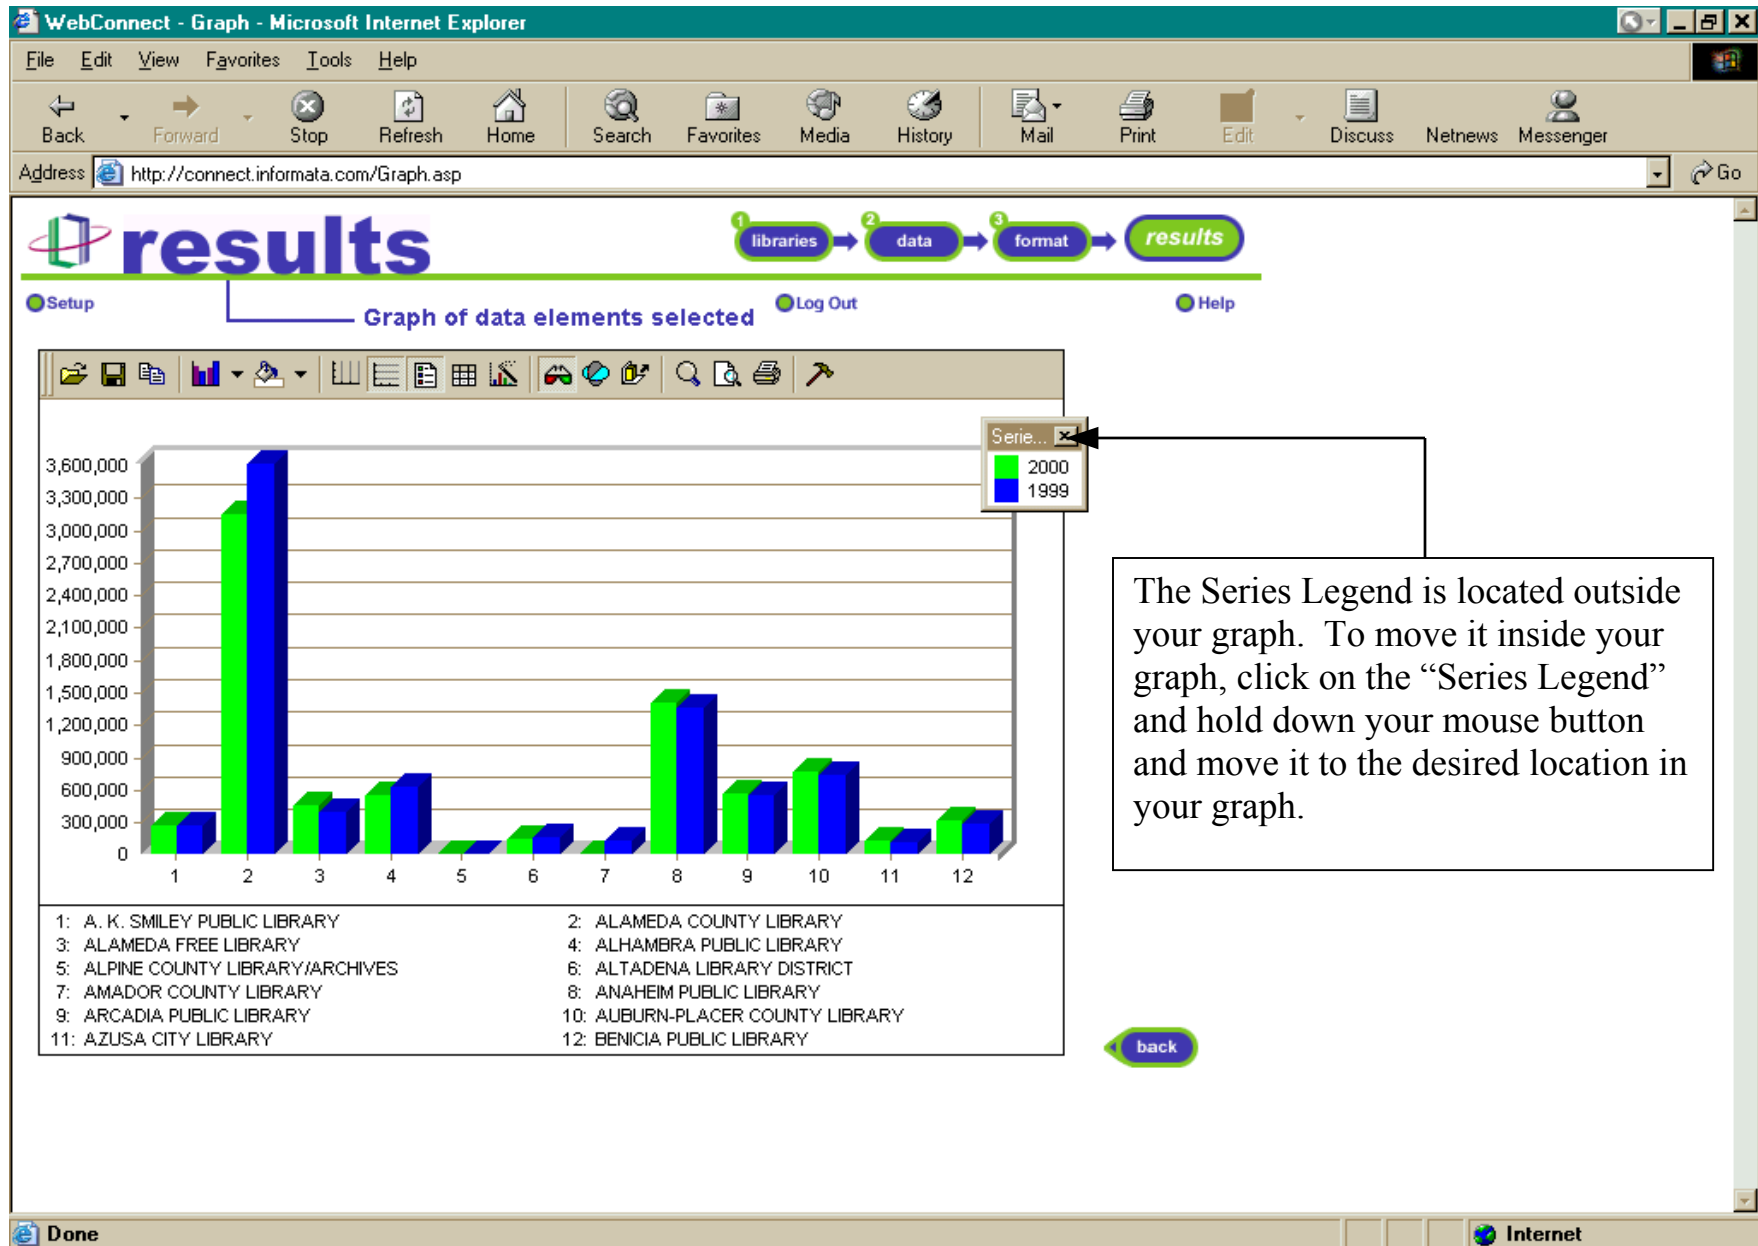 WebConnect - Graph - Microsoft Internet Explorer
File Edit View Favorites Tools Help
Back Forward Stop Refresh Home Search Favorites Media History Mail Print Edit Discuss Netnews Messenger
Address http://connect.informata.com/Graph.asp Go
results
1 libraries 2 data 3 format results
Setup Graph of data elements selected Log Out Help
Serie...
2000
1999
3,600,000
3,300,000
3,000,000
2,700,000
2,400,000
2,100,000
1,800,000
1,500,000
1,200,000
900,000
600,000
300,000
0
1 2 3 4 5 6 7 8 9 10 11 12
The Series Legend is located outside
your graph. To move it inside your
graph, click on the “Series Legend”
and hold down your mouse button
and move it to the desired location in
your graph.
1: A. K. SMILEY PUBLIC LIBRARY 2: ALAMEDA COUNTY LIBRARY
3: ALAMEDA FREE LIBRARY 4: ALHAMBRA PUBLIC LIBRARY
5: ALPINE COUNTY LIBRARY/ARCHIVES 6: ALTADENA LIBRARY DISTRICT
7: AMADOR COUNTY LIBRARY 8: ANAHEIM PUBLIC LIBRARY
9: ARCADIA PUBLIC LIBRARY 10: AUBURN-PLACER COUNTY LIBRARY
11: AZUSA CITY LIBRARY 12: BENICIA PUBLIC LIBRARY
back
Done Internet